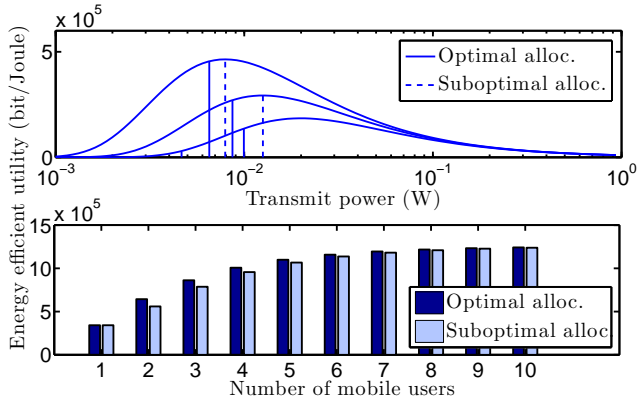 x 10^5
5
0
Optimal alloc.
Suboptimal alloc.
10^-3
10^-2
10^-1
10^0
Transmit power (W)
Energy efficient utility (bit/Joule)
x 10^5
15
10
5
0
Optimal alloc.
Suboptimal alloc.
1 2 3 4 5 6 7 8 9 10
Number of mobile users